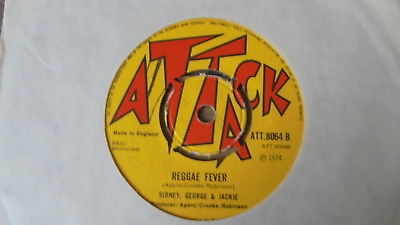 ATTACK
Made in England
ATT.8064 B
ATT 8064B
℗ 1974
REGGAE FEVER
(Agard/Crooks/Robinson)
SIDNEY, GEORGE & JACKIE
Producer: Agard/Crooks/Robinson